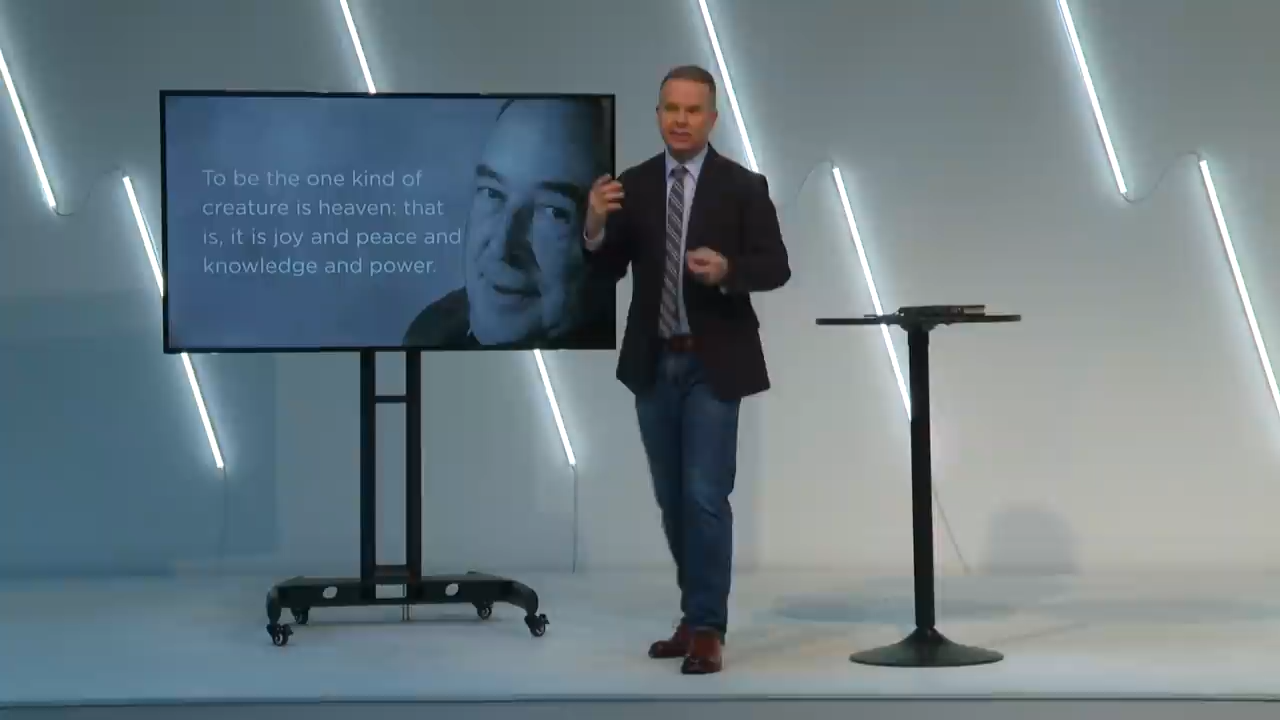 To be the one kind of
creature is heaven: that
is, it is joy and peace and
knowledge and power.